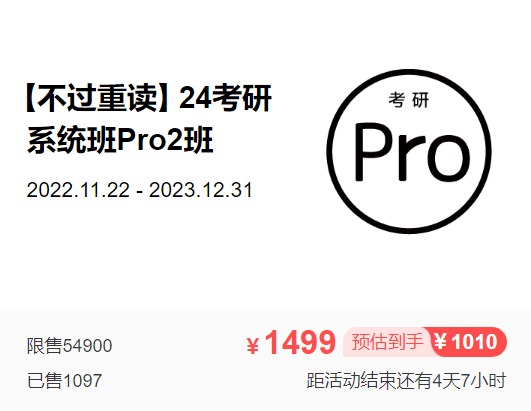 【不过重读】24考研
系统班Pro2班
2022.11.22 - 2023.12.31
考研
Pro
限售54900
¥1499 预估到手 ¥1010
已售1097
距活动结束还有4天7小时